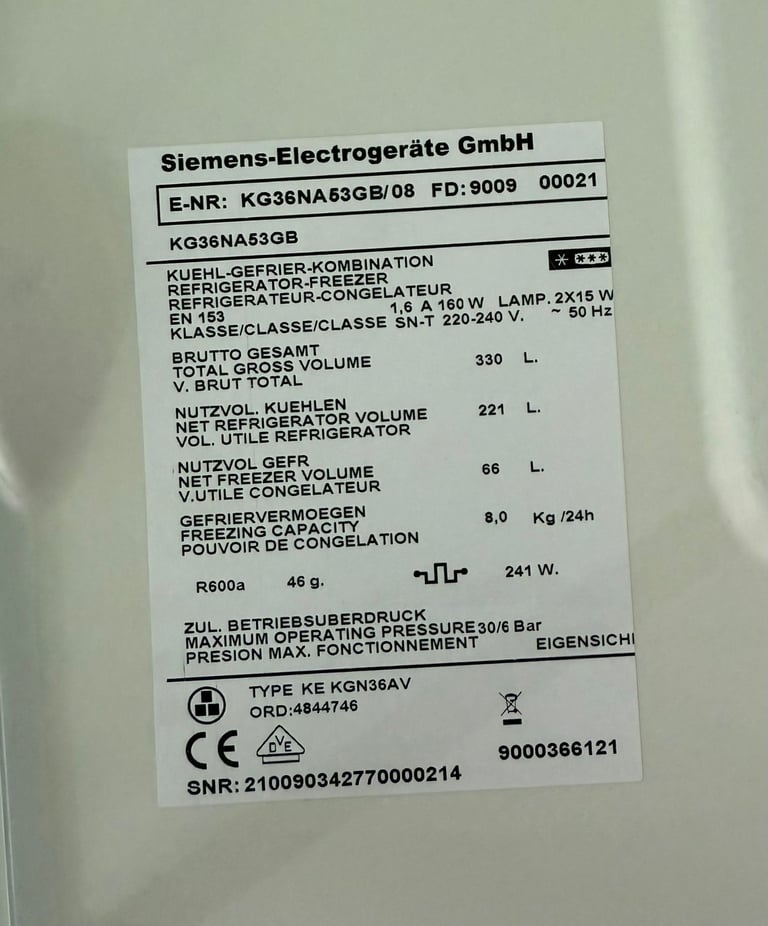 Siemens-Electrogeräte GmbH
E-NR: KG36NA53GB/08 FD: 9009 00021
KG36NA53GB
KUEHL-GEFRIER-KOMBINATION
REFRIGERATOR-FREEZER
REFRIGERATEUR-CONGELATEUR
EN 153 1,6 A 160 W LAMP. 2X15 W
KLASSE/CLASSE/CLASSE SN-T 220-240 V. ~ 50 Hz
BRUTTO GESAMT
TOTAL GROSS VOLUME 330 L.
V. BRUT TOTAL
NUTZVOL. KUEHLEN
NET REFRIGERATOR VOLUME 221 L.
VOL. UTILE REFRIGERATOR
NUTZVOL GEFR
NET FREEZER VOLUME 66 L.
V.UTILE CONGELATEUR
GEFRIERVERMOEGEN
FREEZING CAPACITY 8,0 Kg /24h
POUVOIR DE CONGELATION
R600a 46 g. 241 W.
ZUL. BETRIEBSUBERDRUCK
MAXIMUM OPERATING PRESSURE 30/6 Bar
PRESION MAX. FONCTIONNEMENT EIGENSICH
TYPE KE KGN36AV
ORD:4844746
CE DVE 9000366121
SNR: 210090342770000214